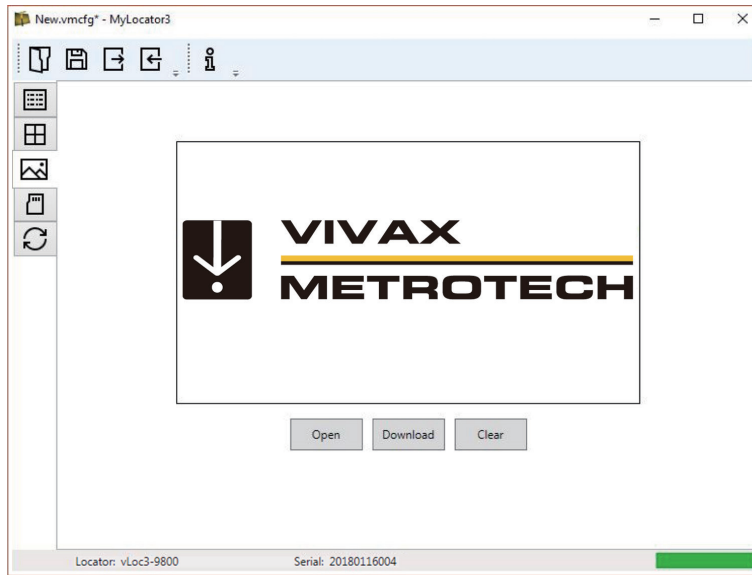 New.vmcfg* - MyLocator3
VIVAX
METROTECH
Open Download Clear
Locator: vLoc3-9800 Serial: 20180116004